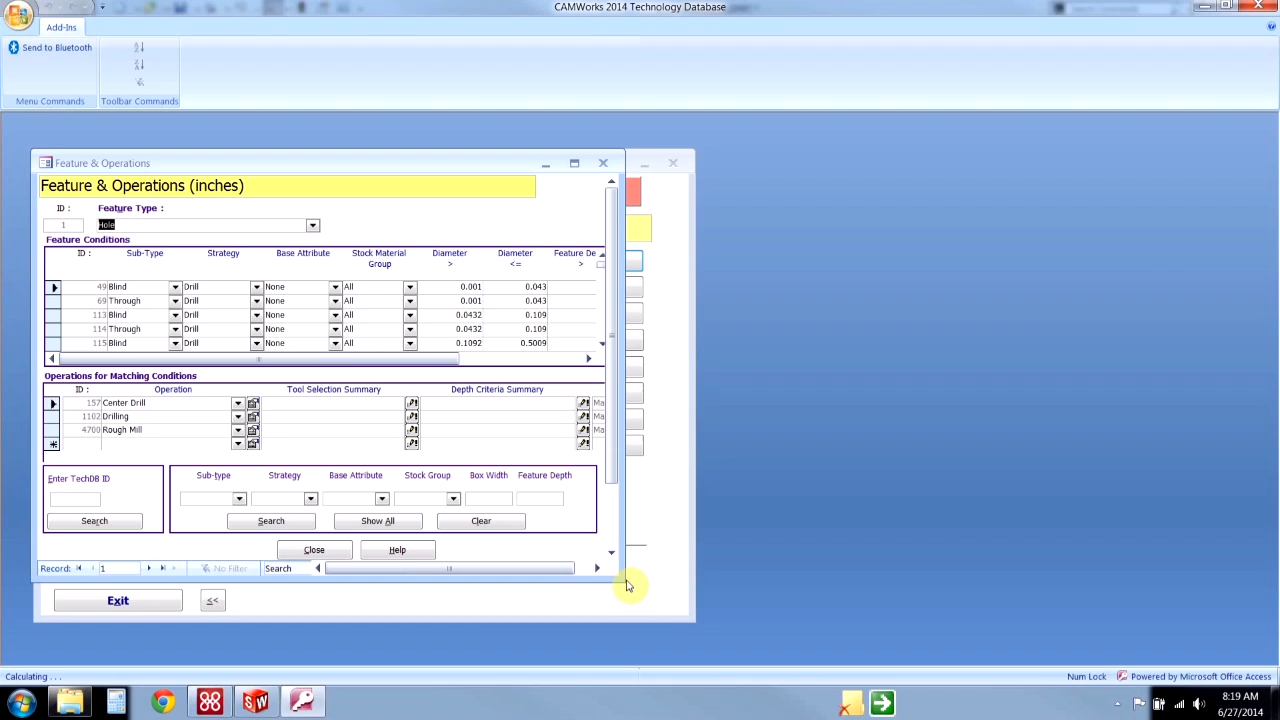 CAMWorks 2014 Technology Database
Add-Ins
Send to Bluetooth
Menu Commands
Toolbar Commands
Feature & Operations
Feature & Operations (inches)
ID :
Feature Type :
1
Hole
Feature Conditions
ID : Sub-Type Strategy Base Attribute Stock Material Group Diameter > Diameter <= Feature De >
49 Blind Drill None All 0.001 0.043
69 Through Drill None All 0.001 0.043
113 Blind Drill None All 0.0432 0.109
114 Through Drill None All 0.0432 0.109
115 Blind Drill None All 0.1092 0.5009
Operations for Matching Conditions
ID : Operation Tool Selection Summary Depth Criteria Summary
157 Center Drill Ma
1102 Drilling Ma
4700 Rough Mill Ma
Enter TechDB ID
Sub-type Strategy Base Attribute Stock Group Box Width Feature Depth
Search
Search Show All Clear
Close Help
Record: 1 No Filter Search
Exit <<
Calculating . . .
Num Lock
Powered by Microsoft Office Access
SW
8:19 AM
6/27/2014